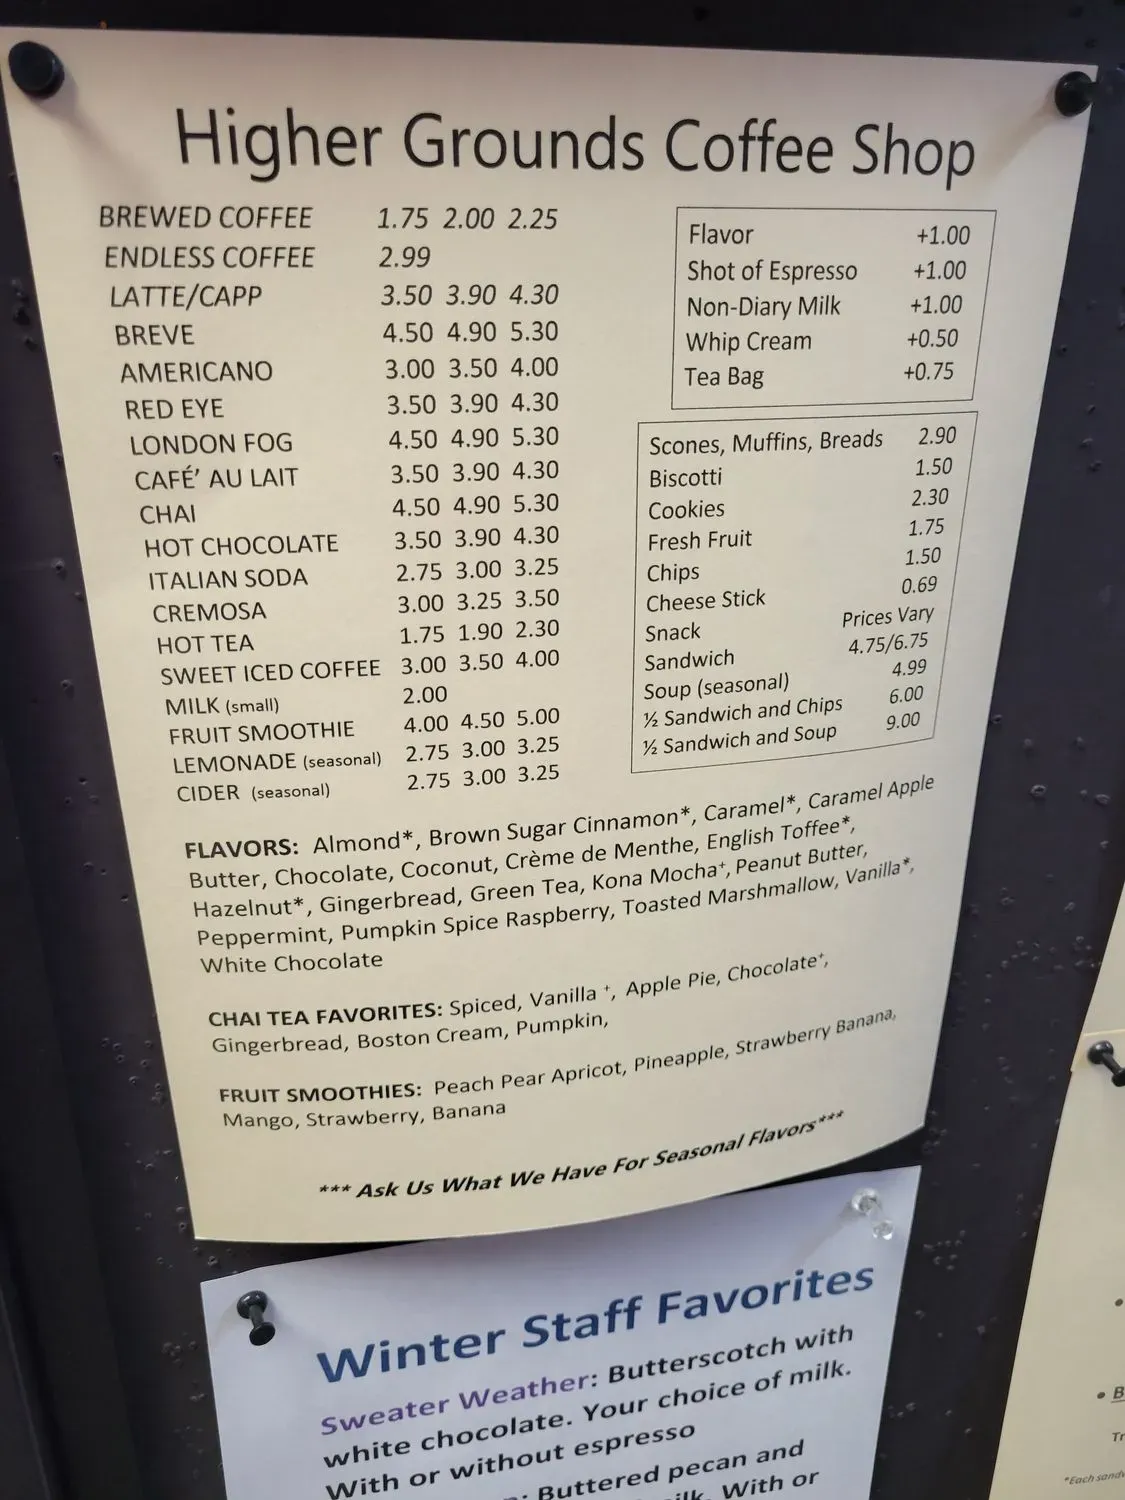 Higher Grounds Coffee Shop
BREWED COFFEE 1.75 2.00 2.25
ENDLESS COFFEE 2.99
LATTE/CAPP 3.50 3.90 4.30
BREVE 4.50 4.90 5.30
AMERICANO 3.00 3.50 4.00
RED EYE 3.50 3.90 4.30
LONDON FOG 4.50 4.90 5.30
CAFÉ' AU LAIT 3.50 3.90 4.30
CHAI 4.50 4.90 5.30
HOT CHOCOLATE 3.50 3.90 4.30
ITALIAN SODA 2.75 3.00 3.25
CREMOSA 3.00 3.25 3.50
HOT TEA 1.75 1.90 2.30
SWEET ICED COFFEE 3.00 3.50 4.00
MILK (small) 2.00
FRUIT SMOOTHIE 4.00 4.50 5.00
LEMONADE (seasonal) 2.75 3.00 3.25
CIDER (seasonal) 2.75 3.00 3.25
Flavor +1.00
Shot of Espresso +1.00
Non-Diary Milk +1.00
Whip Cream +0.50
Tea Bag +0.75
Scones, Muffins, Breads 2.90
Biscotti 1.50
Cookies 2.30
Fresh Fruit 1.75
Chips 1.50
Cheese Stick 0.69
Snack Prices Vary
Sandwich 4.75/6.75
Soup (seasonal) 4.99
½ Sandwich and Chips 6.00
½ Sandwich and Soup 9.00
FLAVORS: Almond*, Brown Sugar Cinnamon*, Caramel*, Caramel Apple
Butter, Chocolate, Coconut, Crème de Menthe, English Toffee*,
Hazelnut*, Gingerbread, Green Tea, Kona Mocha⁺, Peanut Butter,
Peppermint, Pumpkin Spice Raspberry, Toasted Marshmallow, Vanilla*,
White Chocolate
CHAI TEA FAVORITES: Spiced, Vanilla ⁺, Apple Pie, Chocolate⁺,
Gingerbread, Boston Cream, Pumpkin,
FRUIT SMOOTHIES: Peach Pear Apricot, Pineapple, Strawberry Banana,
Mango, Strawberry, Banana
*** Ask Us What We Have For Seasonal Flavors***
Winter Staff Favorites
Sweater Weather: Butterscotch with
white chocolate. Your choice of milk.
With or without espresso
: Buttered pecan and
With or
• B
Tr
*Each